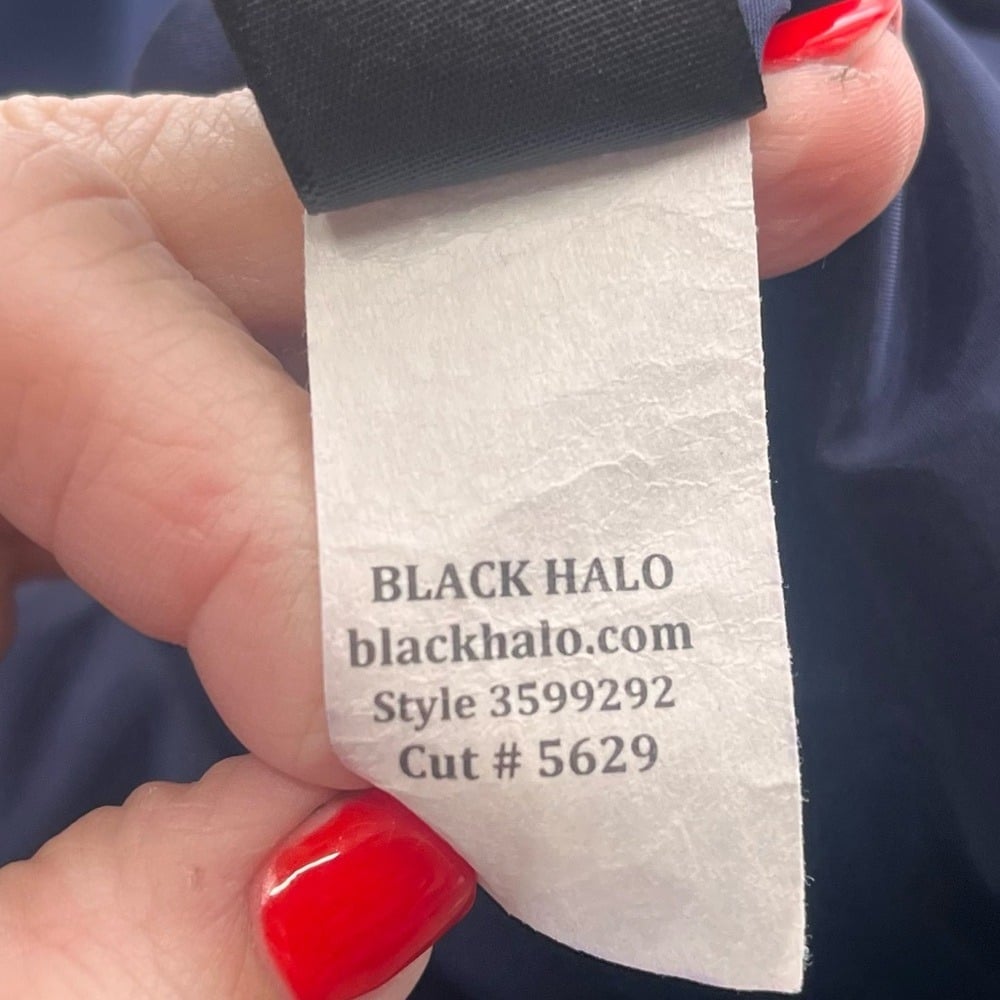 BLACK HALO
blackhalo.com
Style 3599292
Cut # 5629